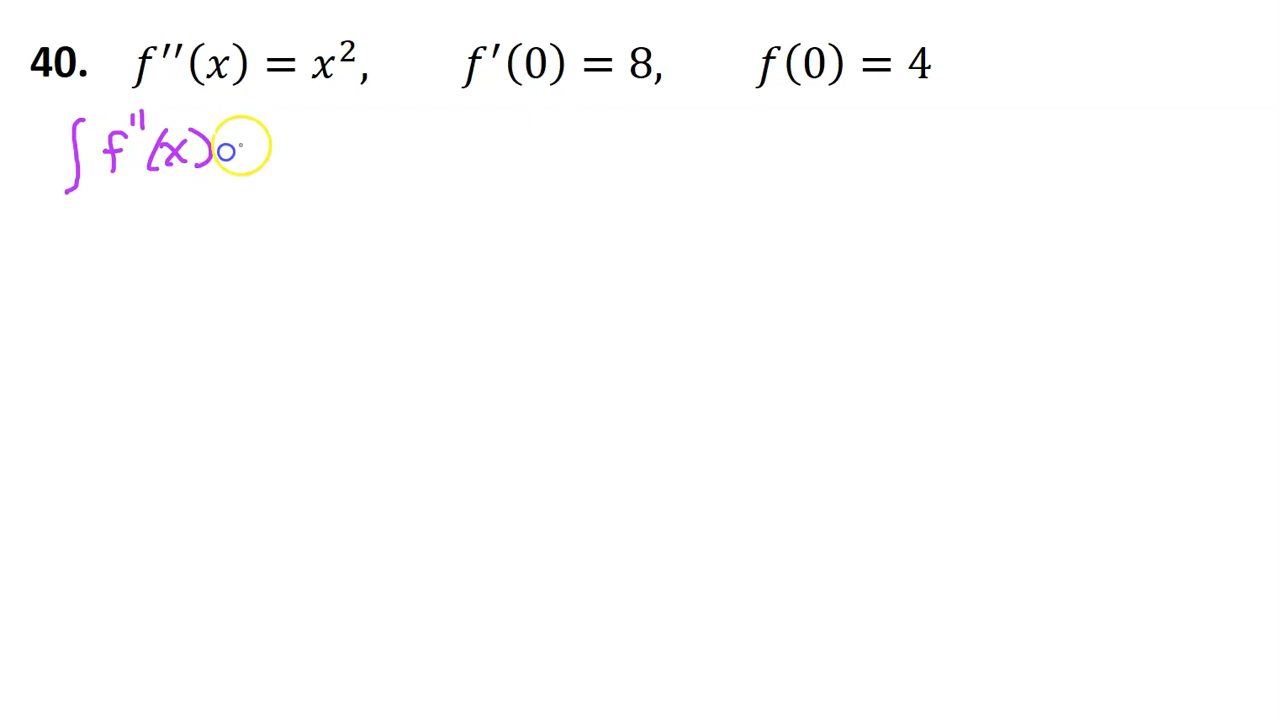 40. f''(x) = x², f'(0) = 8, f(0) = 4
∫ f''(x)